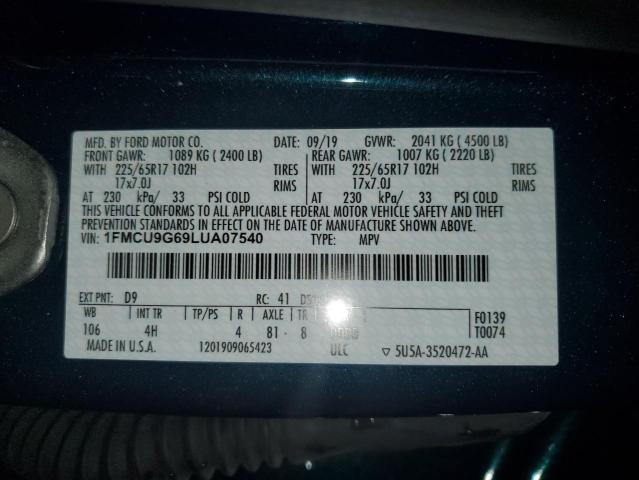 MFD. BY FORD MOTOR CO. DATE: 09/19 GVWR: 2041 KG ( 4500 LB)
FRONT GAWR: 1089 KG ( 2400 LB) REAR GAWR: 1007 KG ( 2220 LB)
WITH 225/65R17 102H TIRES WITH 225/65R17 102H TIRES
17x7.0J RIMS 17x7.0J RIMS
AT 230 kPa/ 33 PSI COLD AT 230 kPa/ 33 PSI COLD
THIS VEHICLE CONFORMS TO ALL APPLICABLE FEDERAL MOTOR VEHICLE SAFETY AND THEFT
PREVENTION STANDARDS IN EFFECT ON THE DATE OF MANUFACTURE SHOWN ABOVE.
VIN: 1FMCU9G69LUA07540 TYPE: MPV
EXT PNT: D9 RC: 41 DSO:
WB INT TR TP/PS R AXLE TR F0139
106 4H 4 81 8 T0074
MADE IN U.S.A. 1201909065423 ULC ▽ 5U5A-3520472-AA